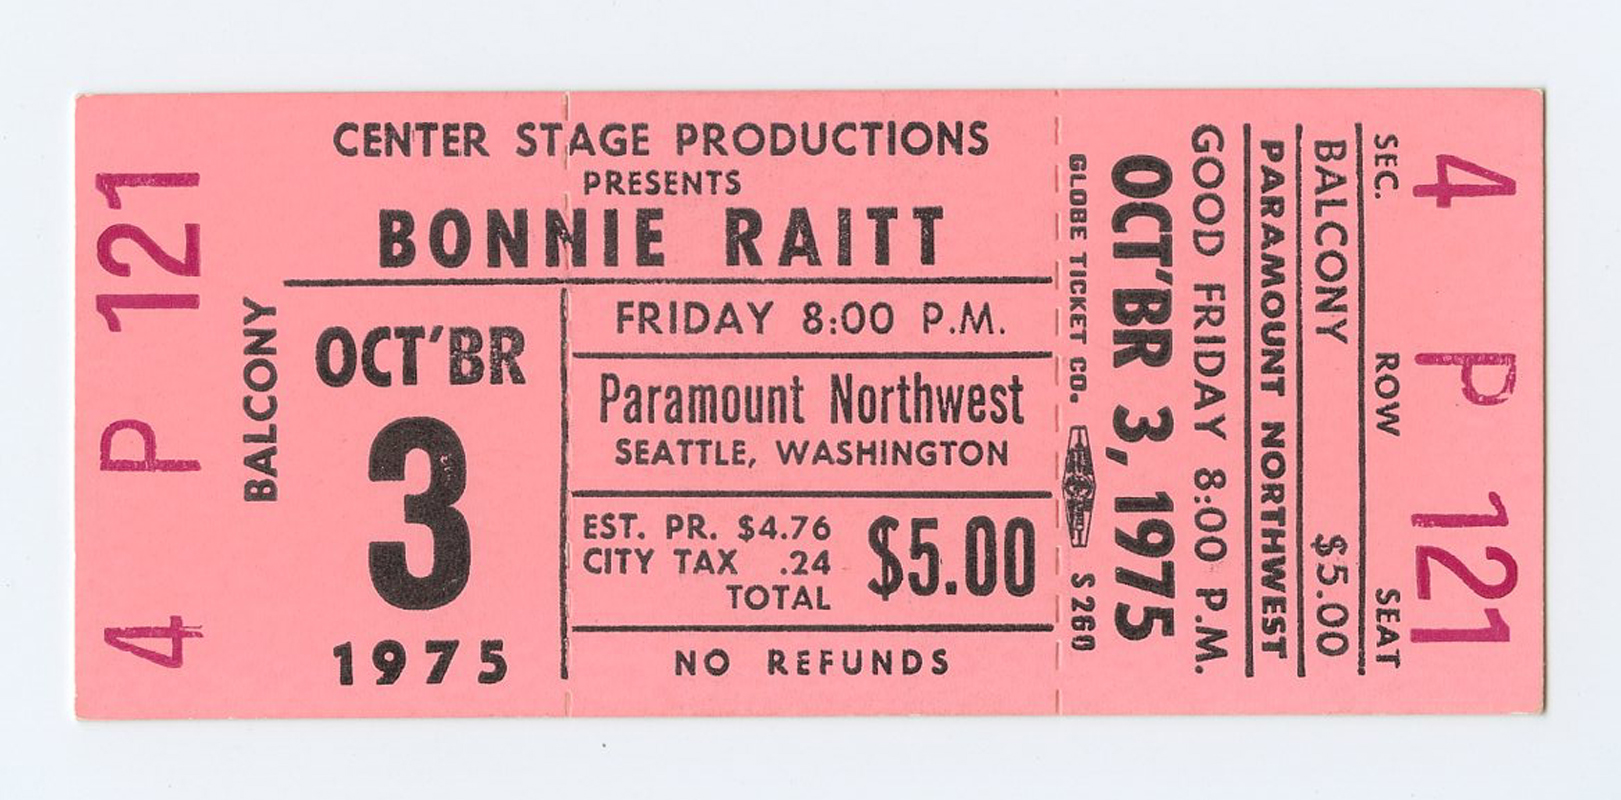 4 P 121
BALCONY
CENTER STAGE PRODUCTIONS
PRESENTS
BONNIE RAITT
OCT'BR
3
1975
FRIDAY 8:00 P.M.
Paramount Northwest
SEATTLE, WASHINGTON
EST. PR. $4.76
CITY TAX .24
TOTAL
$5.00
NO REFUNDS
GLOBE TICKET CO. S 260
OCT'BR 3, 1975
GOOD FRIDAY 8:00 P.M.
PARAMOUNT NORTHWEST
BALCONY $5.00
SEC. ROW SEAT
4 P 121